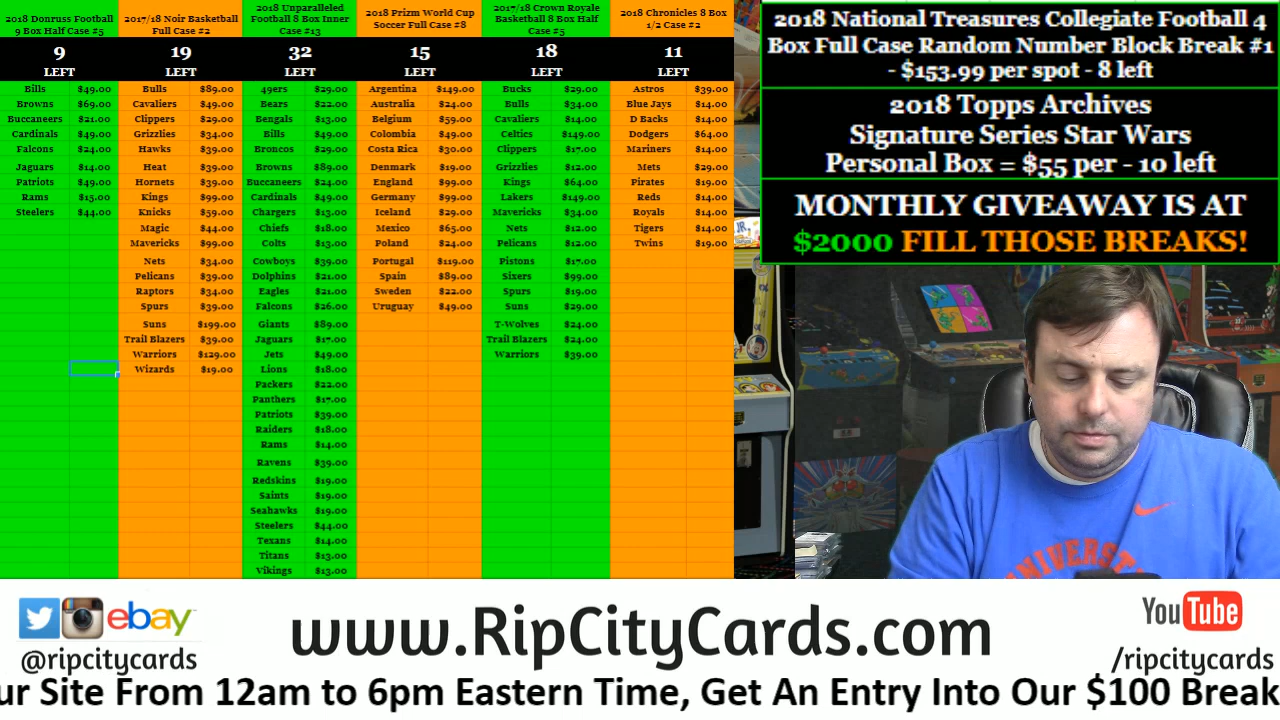 2018 Donruss Football
9 Box Half Case #5
9
LEFT
Bills $49.00
Browns $69.00
Buccaneers $21.00
Cardinals $49.00
Falcons $24.00
Jaguars $14.00
Patriots $49.00
Rams $15.00
Steelers $44.00
2017/18 Noir Basketball
Full Case #2
19
LEFT
Bulls $89.00
Cavaliers $49.00
Clippers $29.00
Grizzlies $34.00
Hawks $39.00
Heat $39.00
Hornets $39.00
Kings $99.00
Knicks $59.00
Magic $44.00
Mavericks $99.00
Nets $34.00
Pelicans $39.00
Raptors $34.00
Spurs $39.00
Suns $199.00
Trail Blazers $39.00
Warriors $129.00
Wizards $19.00
2018 Unparalleled
Football 8 Box Inner
Case #13
32
LEFT
49ers $29.00
Bears $22.00
Bengals $13.00
Bills $49.00
Broncos $29.00
Browns $89.00
Buccaneers $24.00
Cardinals $49.00
Chargers $13.00
Chiefs $18.00
Colts $13.00
Cowboys $39.00
Dolphins $21.00
Eagles $21.00
Falcons $26.00
Giants $89.00
Jaguars $17.00
Jets $49.00
Lions $18.00
Packers $22.00
Panthers $17.00
Patriots $39.00
Raiders $18.00
Rams $14.00
Ravens $39.00
Redskins $19.00
Saints $19.00
Seahawks $19.00
Steelers $44.00
Texans $14.00
Titans $13.00
Vikings $13.00
2018 Prizm World Cup
Soccer Full Case #8
15
LEFT
Argentina $149.00
Australia $24.00
Belgium $59.00
Colombia $49.00
Costa Rica $30.00
Denmark $19.00
England $99.00
Germany $99.00
Iceland $29.00
Mexico $65.00
Poland $24.00
Portugal $119.00
Spain $89.00
Sweden $22.00
Uruguay $49.00
2017/18 Crown Royale
Basketball 8 Box Half
Case #5
18
LEFT
Bucks $29.00
Bulls $34.00
Cavaliers $14.00
Celtics $149.00
Clippers $17.00
Grizzlies $12.00
Kings $64.00
Lakers $149.00
Mavericks $34.00
Nets $12.00
Pelicans $12.00
Pistons $17.00
Sixers $99.00
Spurs $19.00
Suns $29.00
T-Wolves $24.00
Trail Blazers $24.00
Warriors $39.00
2018 Chronicles 8 Box
1/2 Case #2
11
LEFT
Astros $39.00
Blue Jays $14.00
D Backs $14.00
Dodgers $64.00
Mariners $14.00
Mets $29.00
Pirates $19.00
Reds $14.00
Royals $14.00
Tigers $14.00
Twins $19.00
2018 National Treasures Collegiate Football 4
Box Full Case Random Number Block Break #1
- $153.99 per spot - 8 left
2018 Topps Archives
Signature Series Star Wars
Personal Box = $55 per - 10 left
MONTHLY GIVEAWAY IS AT
$2000 FILL THOSE BREAKS!
JR.
UNIVERSIT
ebay
@ripcitycards
www.RipCityCards.com
YouTube
/ripcitycards
ur Site From 12am to 6pm Eastern Time, Get An Entry Into Our $100 Break